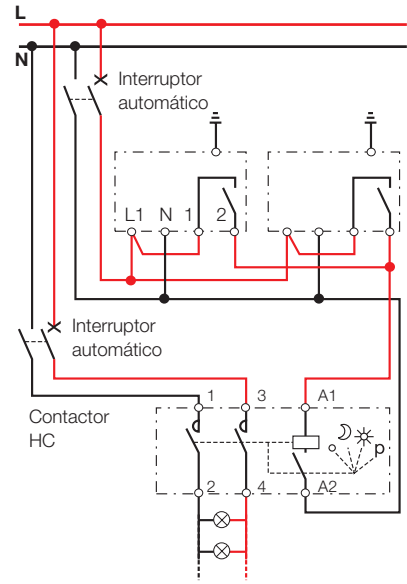 L
N
Interruptor
automático
L1 N 1 2
Interruptor
automático
Contactor
HC
1 3 A1
p
2 4 A2